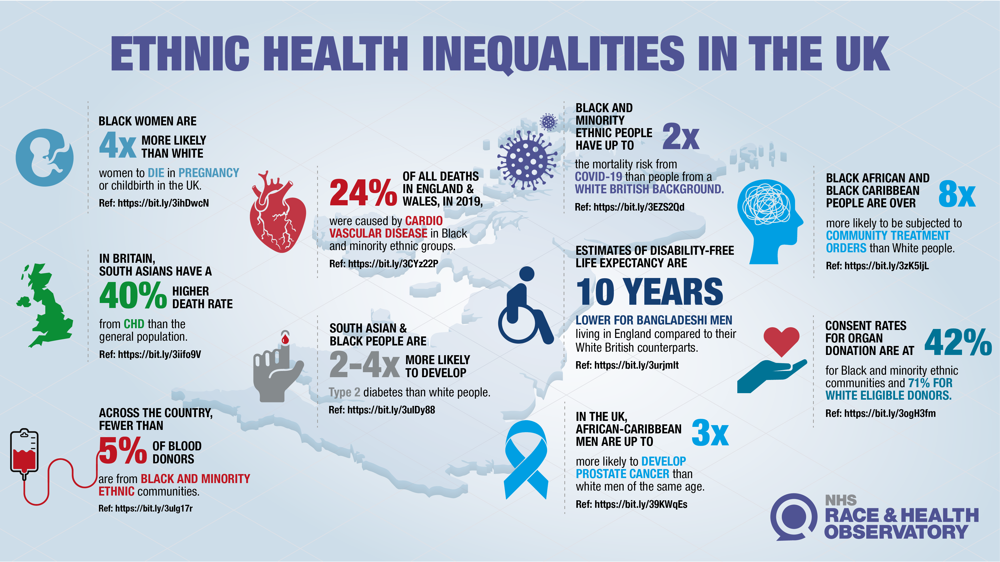 ETHNIC HEALTH INEQUALITIES IN THE UK
BLACK WOMEN ARE
4x MORE LIKELY
THAN WHITE
women to DIE in PREGNANCY
or childbirth in the UK.
Ref: https://bit.ly/3ihDwcN
IN BRITAIN,
SOUTH ASIANS HAVE A
40% HIGHER
DEATH RATE
from CHD than the
general population.
Ref: https://bit.ly/3iifo9V
ACROSS THE COUNTRY,
FEWER THAN
5% OF BLOOD
DONORS
are from BLACK AND MINORITY
ETHNIC communities.
Ref: https://bit.ly/3ulg17r
24% OF ALL DEATHS
IN ENGLAND &
WALES, IN 2019,
were caused by CARDIO
VASCULAR DISEASE in Black
and minority ethnic groups.
Ref: https://bit.ly/3CYz22P
SOUTH ASIAN &
BLACK PEOPLE ARE
2-4x MORE LIKELY
TO DEVELOP
Type 2 diabetes than white people.
Ref: https://bit.ly/3ulDy88
BLACK AND
MINORITY
ETHNIC PEOPLE
HAVE UP TO 2x
the mortality risk from
COVID-19 than people from a
WHITE BRITISH BACKGROUND.
Ref: https://bit.ly/3EZS2Qd
ESTIMATES OF DISABILITY-FREE
LIFE EXPECTANCY ARE
10 YEARS
LOWER FOR BANGLADESHI MEN
living in England compared to their
White British counterparts.
Ref: https://bit.ly/3urjmIt
IN THE UK,
AFRICAN-CARIBBEAN
MEN ARE UP TO 3x
more likely to DEVELOP
PROSTATE CANCER than
white men of the same age.
Ref: https://bit.ly/39KWqEs
BLACK AFRICAN AND
BLACK CARIBBEAN
PEOPLE ARE OVER 8x
more likely to be subjected to
COMMUNITY TREATMENT
ORDERS than White people.
Ref: https://bit.ly/3zK5ljL
CONSENT RATES
FOR ORGAN
DONATION ARE AT 42%
for Black and minority ethnic
communities and 71% FOR
WHITE ELIGIBLE DONORS.
Ref: https://bit.ly/3ogH3fm
NHS
RACE & HEALTH
OBSERVATORY